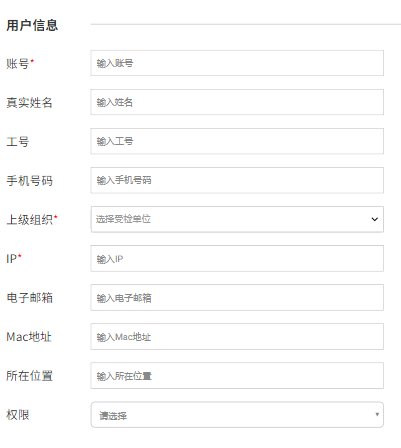 用户信息
账号* 输入账号
真实姓名 输入姓名
工号 输入工号
手机号码 输入手机号码
上级组织* 选择受检单位
IP* 输入IP
电子邮箱 输入电子邮箱
Mac地址 输入Mac地址
所在位置 输入所在位置
权限 请选择